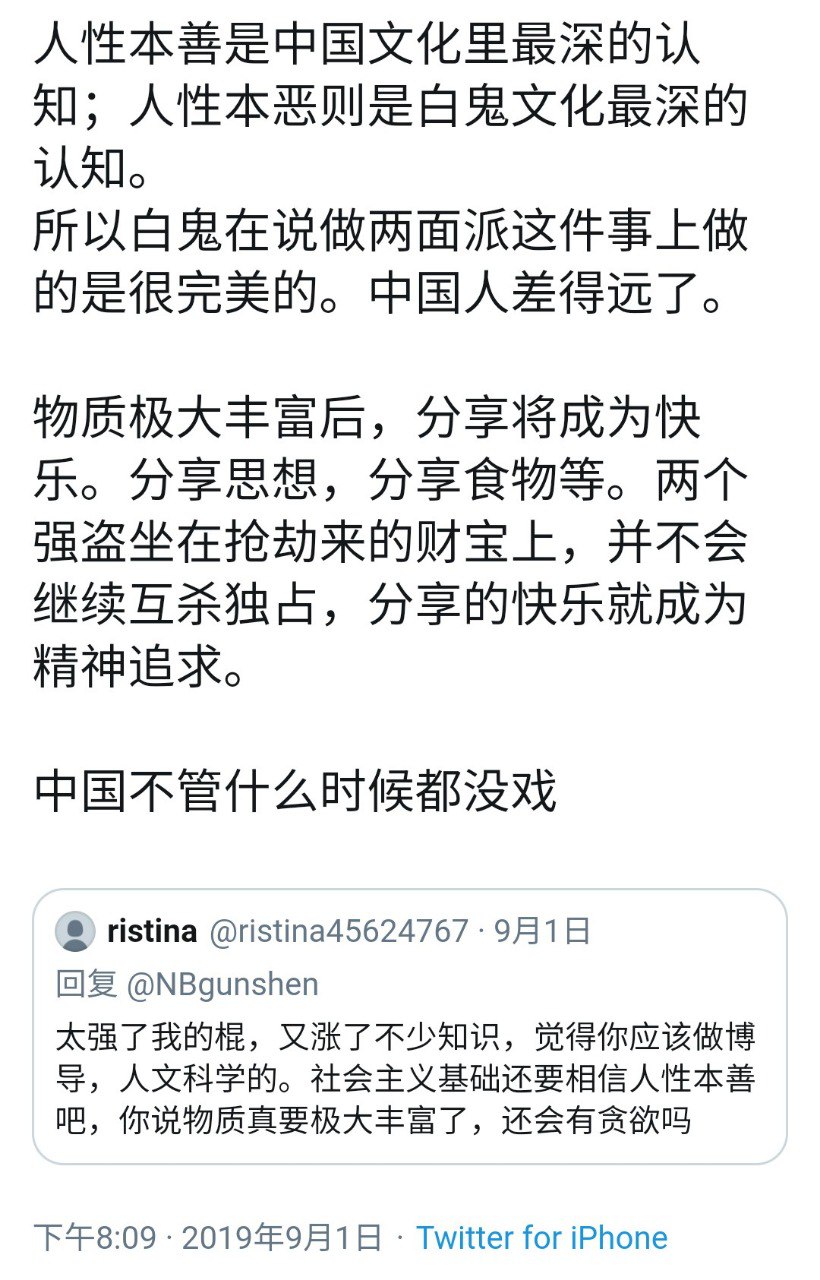 人性本善是中国文化里最深的认
知；人性本恶则是白鬼文化最深的
认知。
所以白鬼在说做两面派这件事上做
的是很完美的。中国人差得远了。
物质极大丰富后，分享将成为快
乐。分享思想，分享食物等。两个
强盗坐在抢劫来的财宝上，并不会
继续互杀独占，分享的快乐就成为
精神追求。
中国不管什么时候都没戏
ristina @ristina45624767 · 9月1日
回复 @NBgunshen
太强了我的棍，又涨了不少知识，觉得你应该做博
导，人文科学的。社会主义基础还要相信人性本善
吧，你说物质真要极大丰富了，还会有贪欲吗
下午8:09 · 2019年9月1日 · Twitter for iPhone